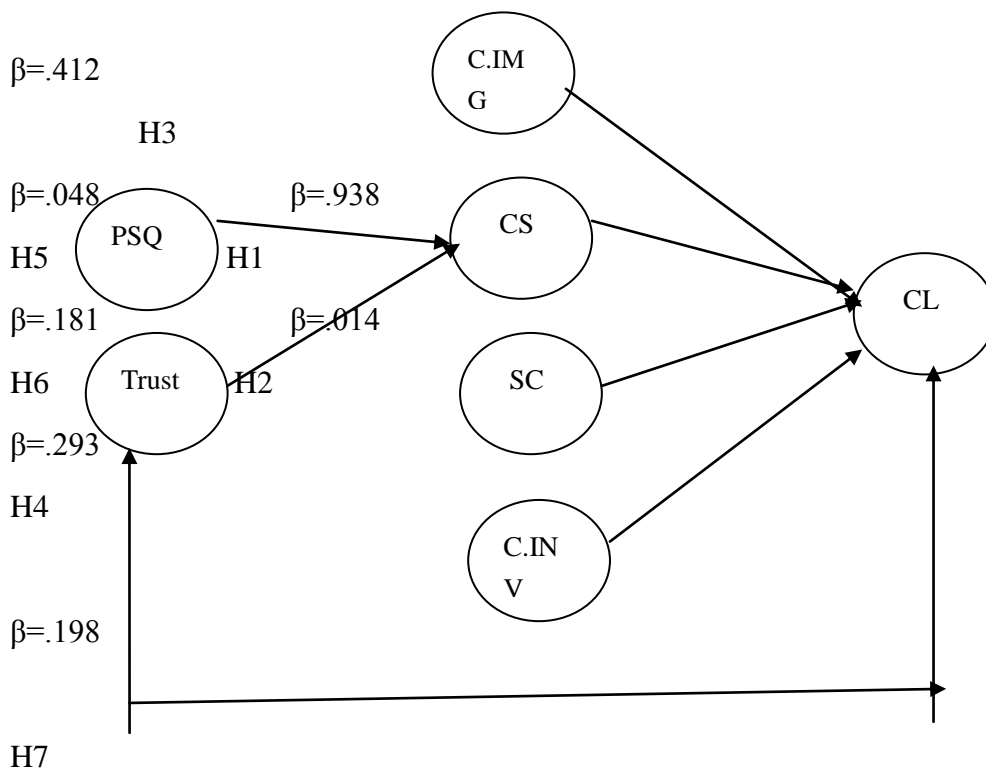 C.IM
G
β=.412
H3
β=.048
β=.938
PSQ
CS
H5
H1
CL
β=.181
β=.014
Trust
SC
H6
H2
β=.293
H4
C.IN
V
β=.198
H7